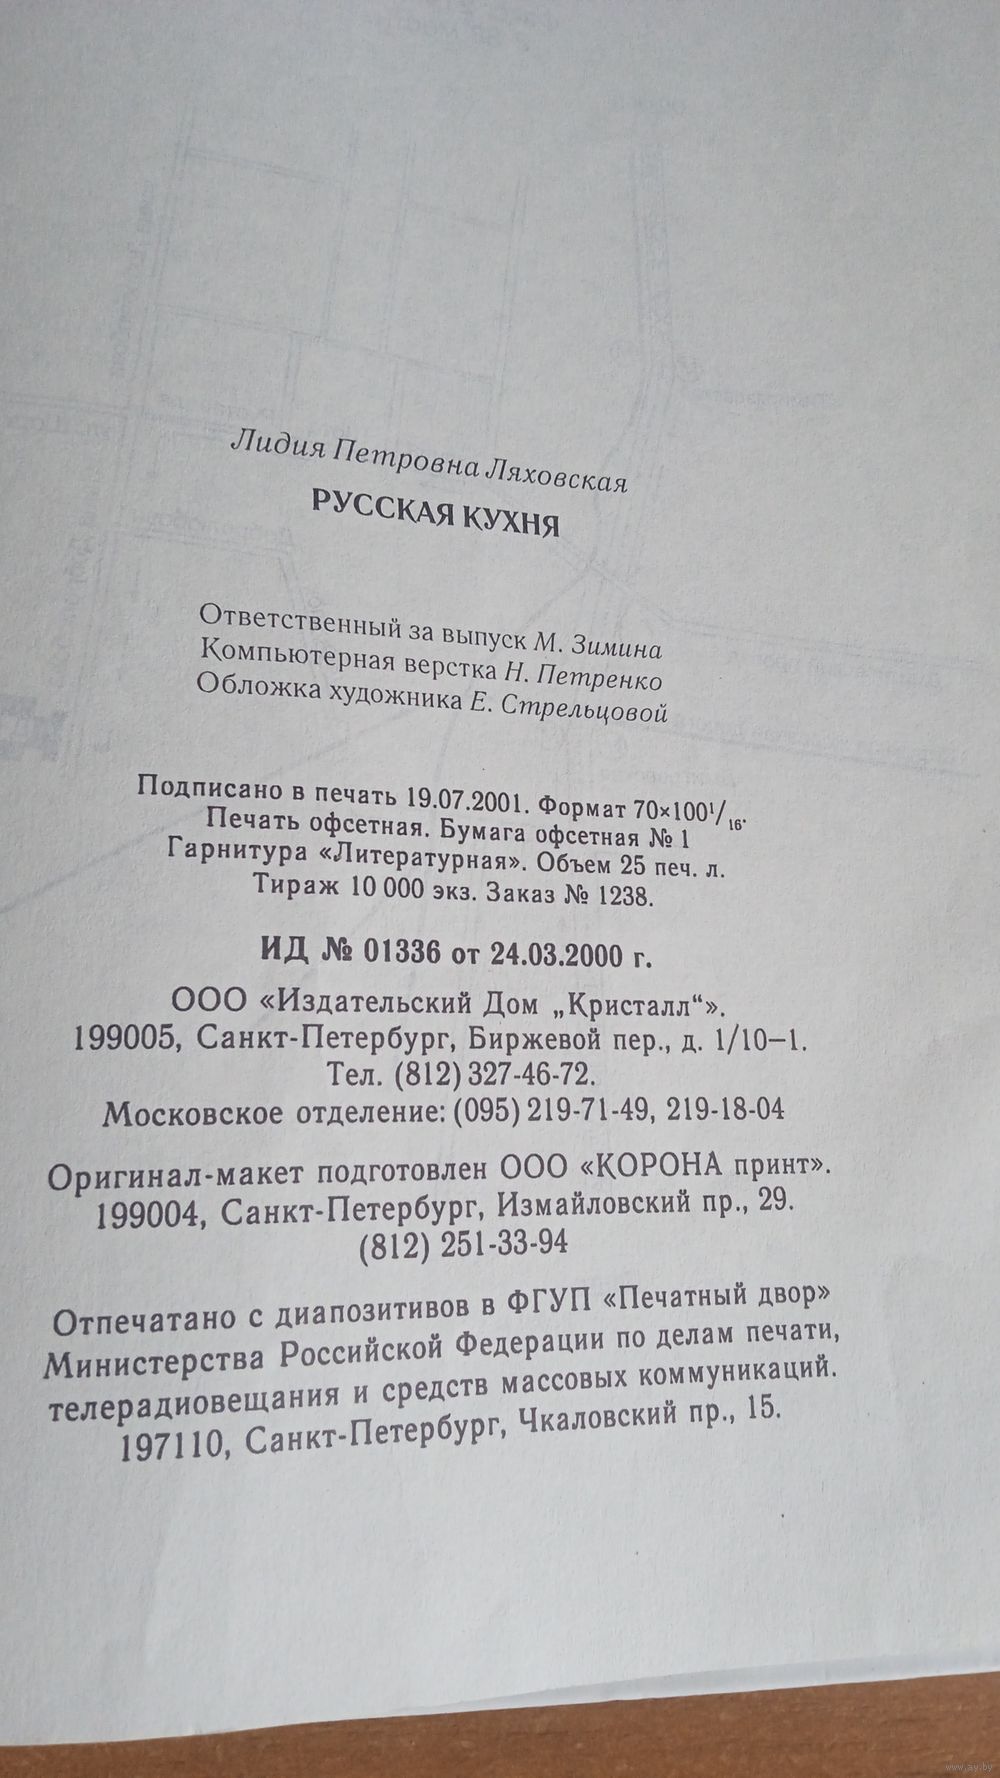 Лидия Петровна Ляховская
РУССКАЯ КУХНЯ
Ответственный за выпуск М. Зимина
Компьютерная верстка Н. Петренко
Обложка художника Е. Стрельцовой
Подписано в печать 19.07.2001. Формат 70×100¹/₁₆.
Печать офсетная. Бумага офсетная № 1
Гарнитура «Литературная». Объем 25 печ. л.
Тираж 10 000 экз. Заказ № 1238.
ИД № 01336 от 24.03.2000 г.
ООО «Издательский Дом „Кристалл“».
199005, Санкт-Петербург, Биржевой пер., д. 1/10—1.
Тел. (812) 327-46-72.
Московское отделение: (095) 219-71-49, 219-18-04
Оригинал-макет подготовлен ООО «КОРОНА принт».
199004, Санкт-Петербург, Измайловский пр., 29.
(812) 251-33-94
Отпечатано с диапозитивов в ФГУП «Печатный двор»
Министерства Российской Федерации по делам печати,
телерадиовещания и средств массовых коммуникаций.
197110, Санкт-Петербург, Чкаловский пр., 15.
www.ay.by